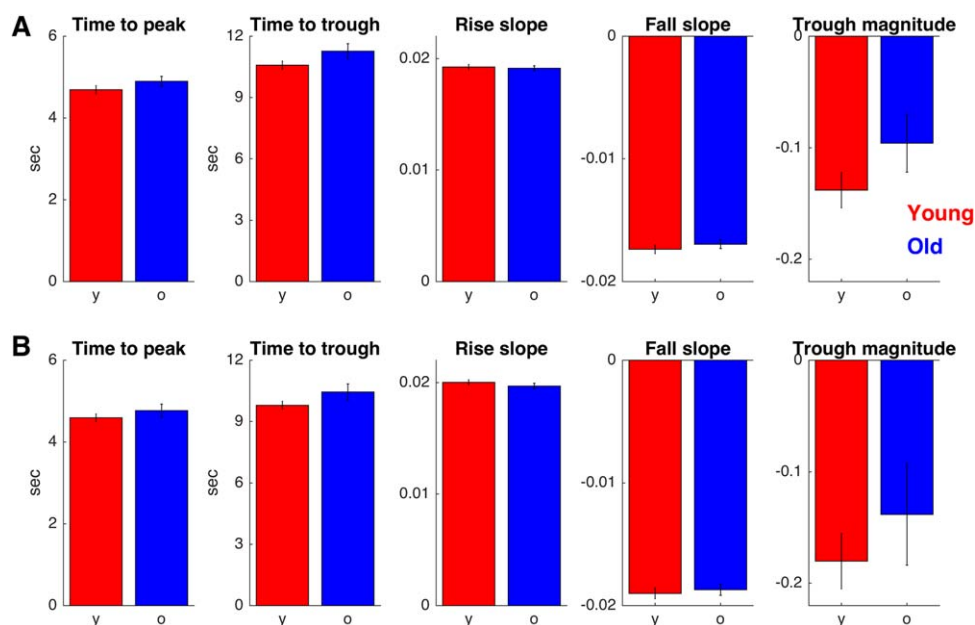 A
Time to peak
6
4
2
0
sec
y
o
Time to trough
12
9
6
3
0
sec
y
o
Rise slope
0.02
0.01
0
y
o
Fall slope
0
-0.01
-0.02
y
o
Trough magnitude
0
-0.1
-0.2
y
o
Young
Old
B
Time to peak
6
4
2
0
sec
y
o
Time to trough
12
9
6
3
0
sec
y
o
Rise slope
0.02
0.01
0
y
o
Fall slope
0
-0.01
-0.02
y
o
Trough magnitude
0
-0.1
-0.2
y
o